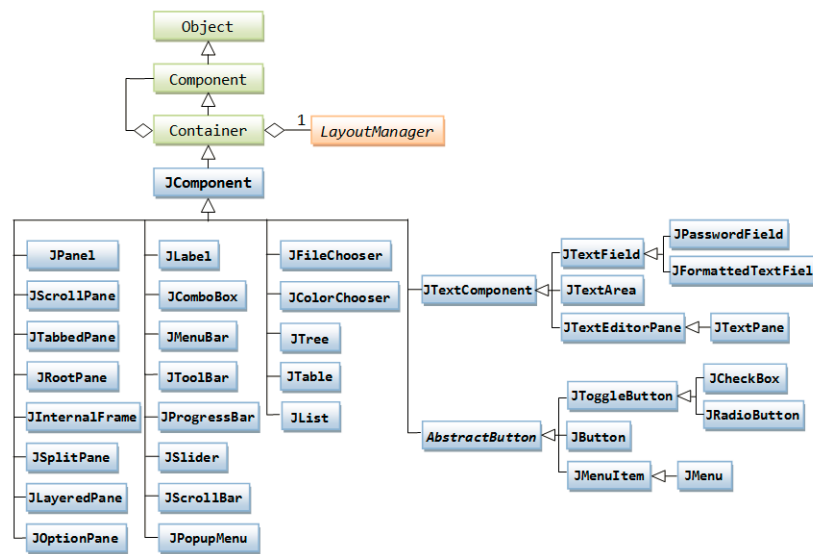 Object
Component
Container
1
LayoutManager
JComponent
JPanel
JScrollPane
JTabbedPane
JRootPane
JInternalFrame
JSplitPane
JLayeredPane
JOptionPane
JLabel
JComboBox
JMenuBar
JToolBar
JProgressBar
JSlider
JScrollBar
JPopupMenu
JFileChooser
JColorChooser
JTree
JTable
JList
JTextComponent
JTextField
JPasswordField
JFormattedTextFiel
JTextArea
JTextEditorPane
JTextPane
AbstractButton
JToggleButton
JCheckBox
JRadioButton
JButton
JMenuItem
JMenu